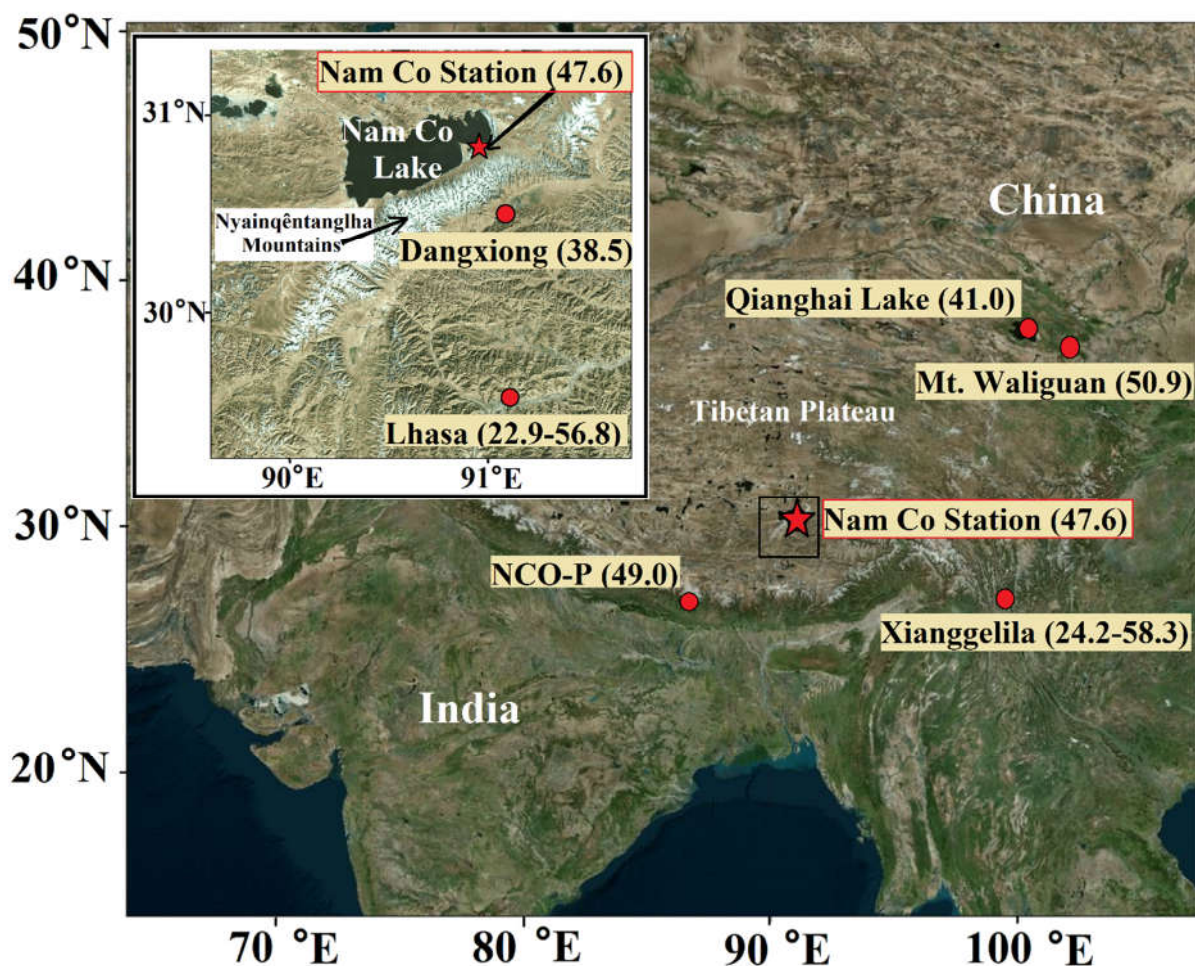 50°N
40°N
30°N
20°N
70 °E
80 °E
90 °E
100 °E
31°N
30°N
90°E
91°E
Nam Co Station (47.6)
Nam Co
Lake
Nyainqêntanglha
Mountains
Dangxiong (38.5)
Lhasa (22.9-56.8)
China
Qianghai Lake (41.0)
Mt. Waliguan (50.9)
Tibetan Plateau
Nam Co Station (47.6)
NCO-P (49.0)
Xianggelila (24.2-58.3)
India